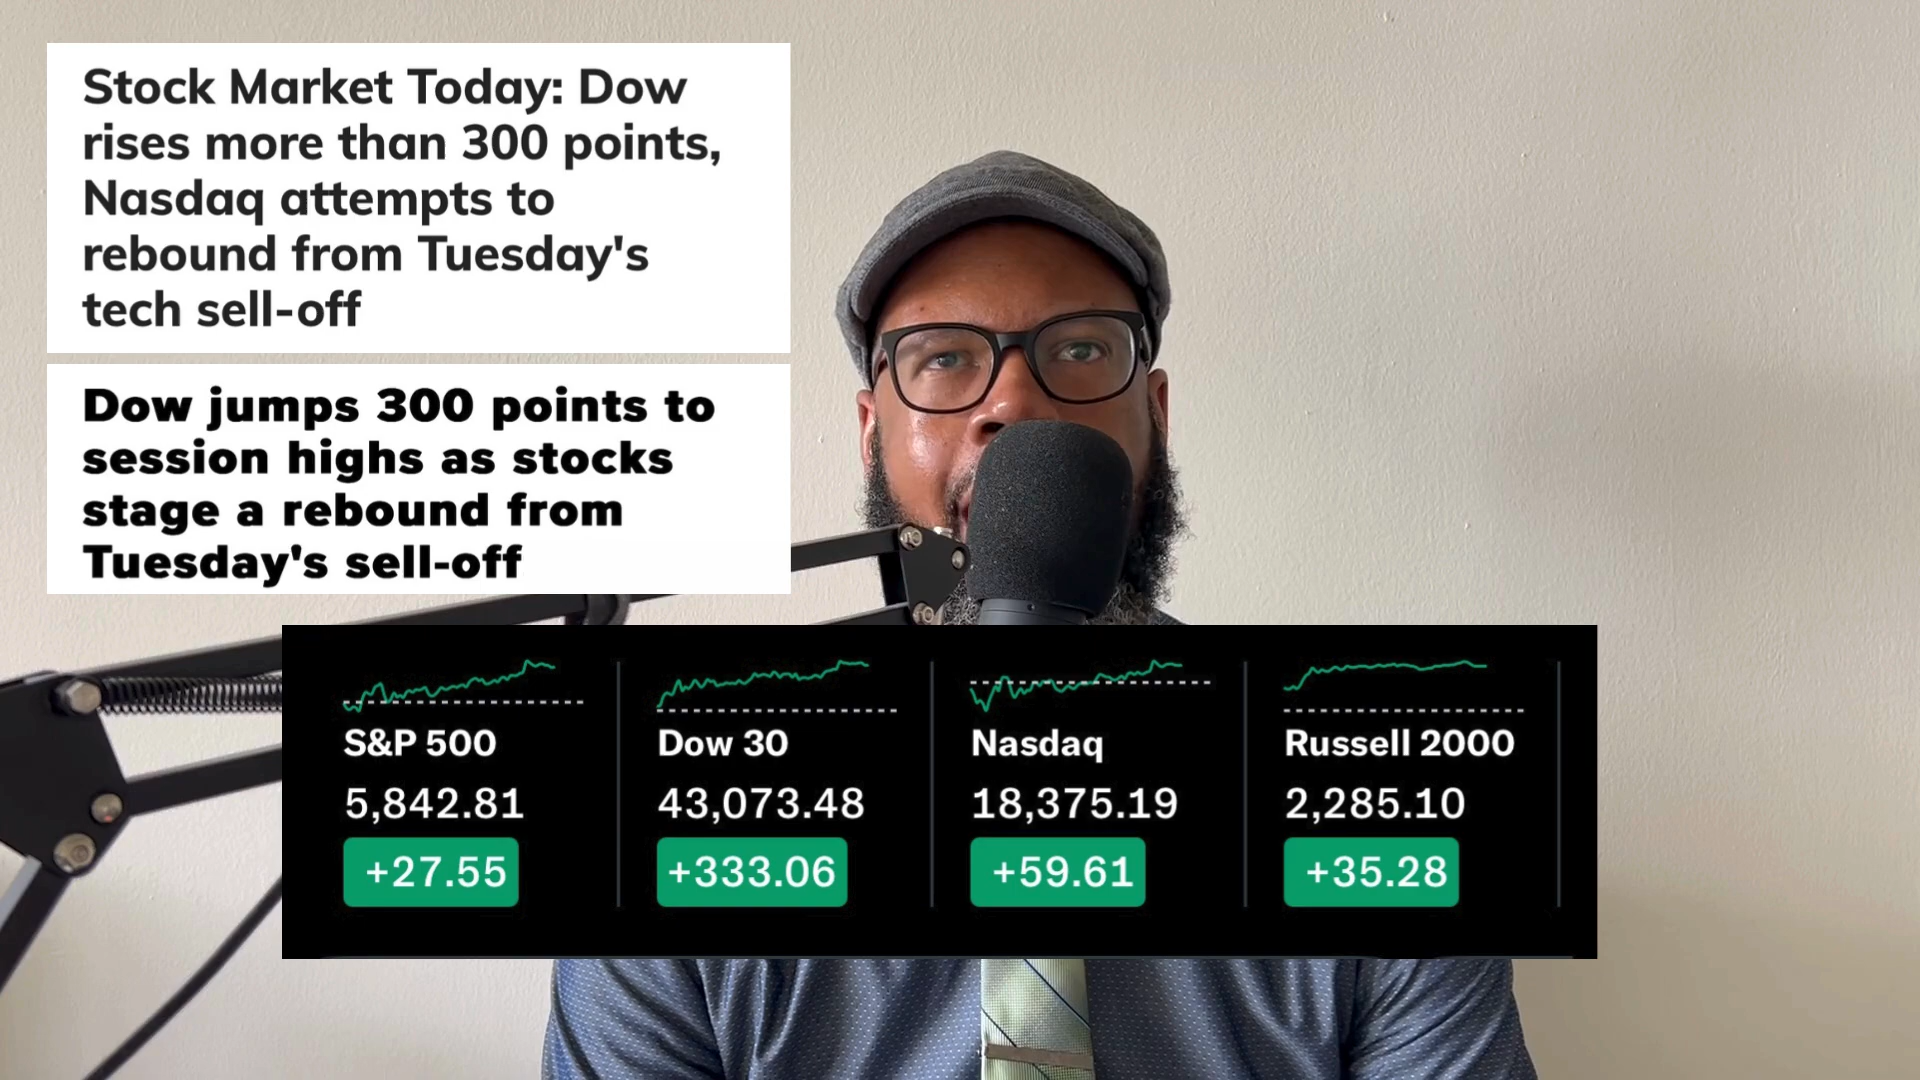 Stock Market Today: Dow
rises more than 300 points,
Nasdaq attempts to
rebound from Tuesday's
tech sell-off
Dow jumps 300 points to
session highs as stocks
stage a rebound from
Tuesday's sell-off
S&P 500
5,842.81
+27.55
Dow 30
43,073.48
+333.06
Nasdaq
18,375.19
+59.61
Russell 2000
2,285.10
+35.28